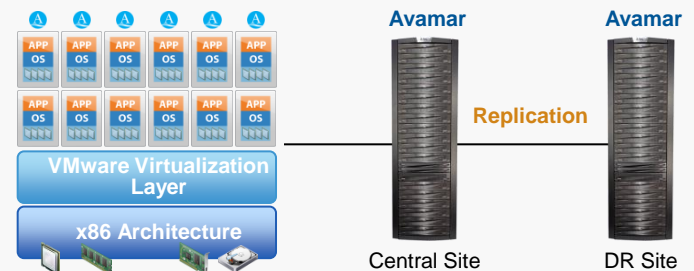 A A A A A A
APP APP APP APP APP APP
OS OS OS OS OS OS
APP APP APP APP APP APP
OS OS OS OS OS OS
VMware Virtualization
Layer
x86 Architecture
Avamar
Avamar
Replication
Central Site
DR Site